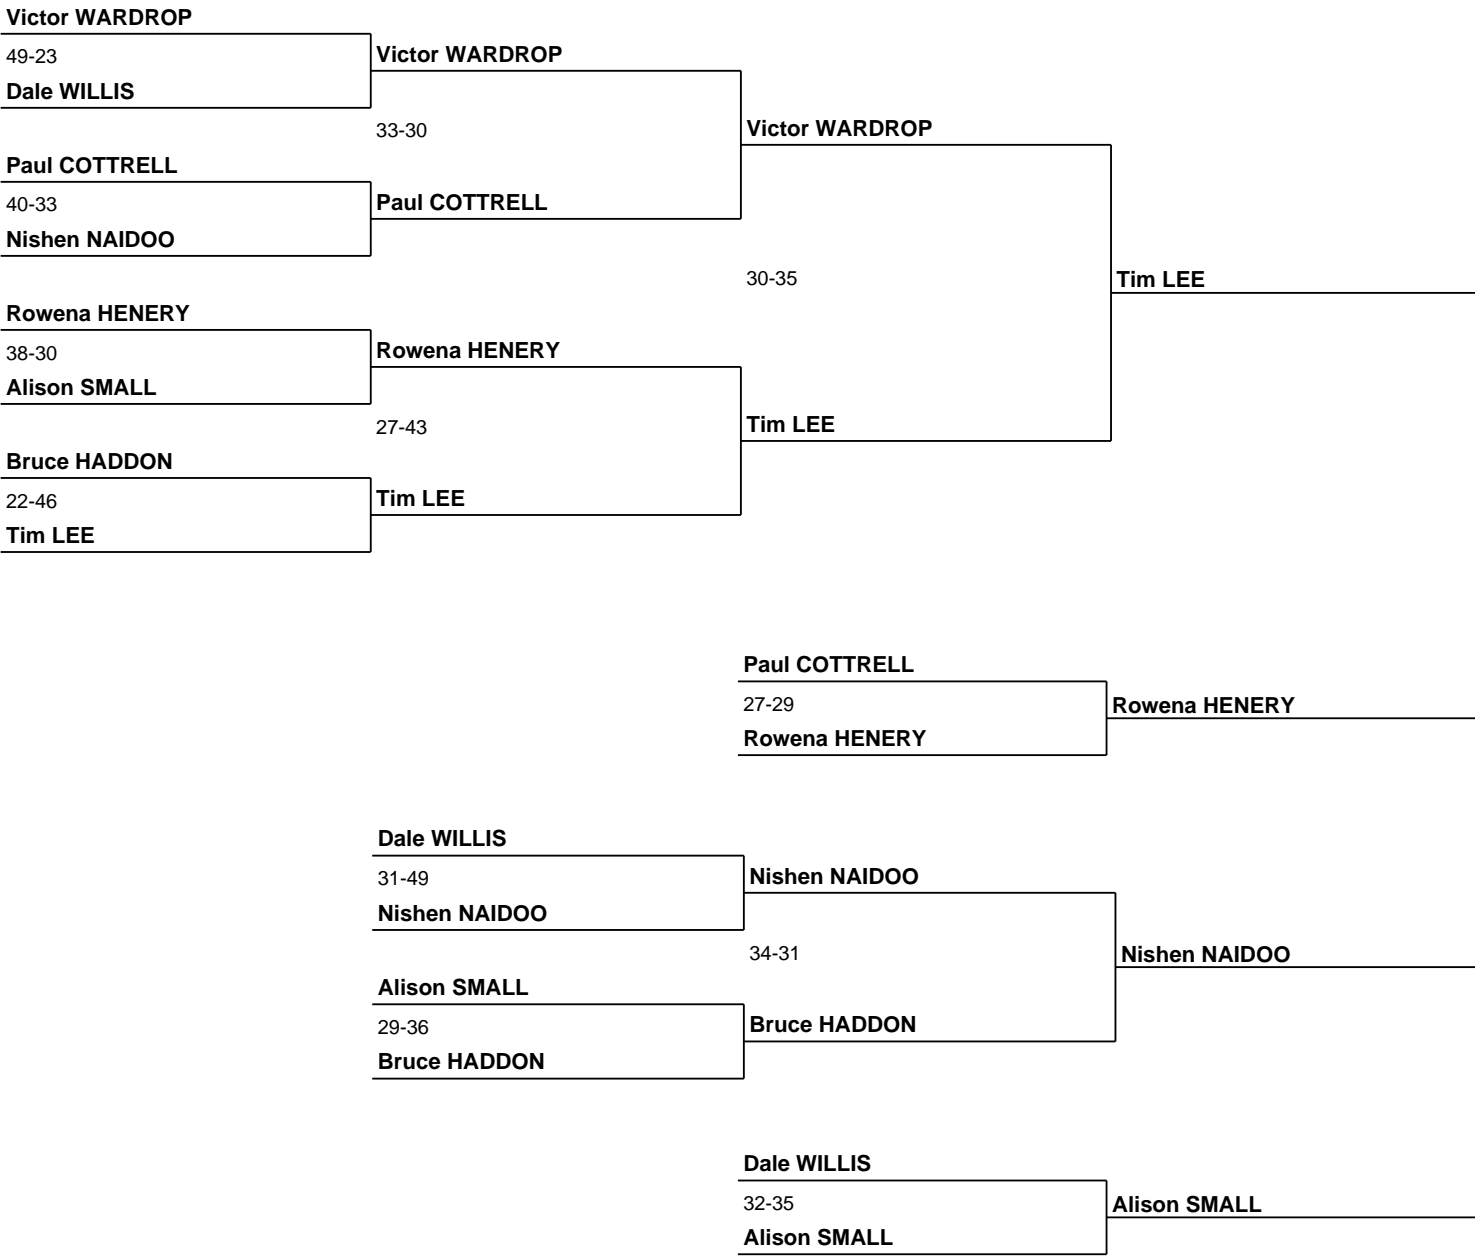 Victor WARDROP
49-23
Victor WARDROP
Dale WILLIS
33-30
Victor WARDROP
Paul COTTRELL
40-33
Paul COTTRELL
Nishen NAIDOO
30-35
Tim LEE
Rowena HENERY
38-30
Rowena HENERY
Alison SMALL
27-43
Tim LEE
Bruce HADDON
22-46
Tim LEE
Tim LEE
Paul COTTRELL
27-29
Rowena HENERY
Rowena HENERY
Dale WILLIS
31-49
Nishen NAIDOO
Nishen NAIDOO
34-31
Nishen NAIDOO
Alison SMALL
29-36
Bruce HADDON
Bruce HADDON
Dale WILLIS
32-35
Alison SMALL
Alison SMALL